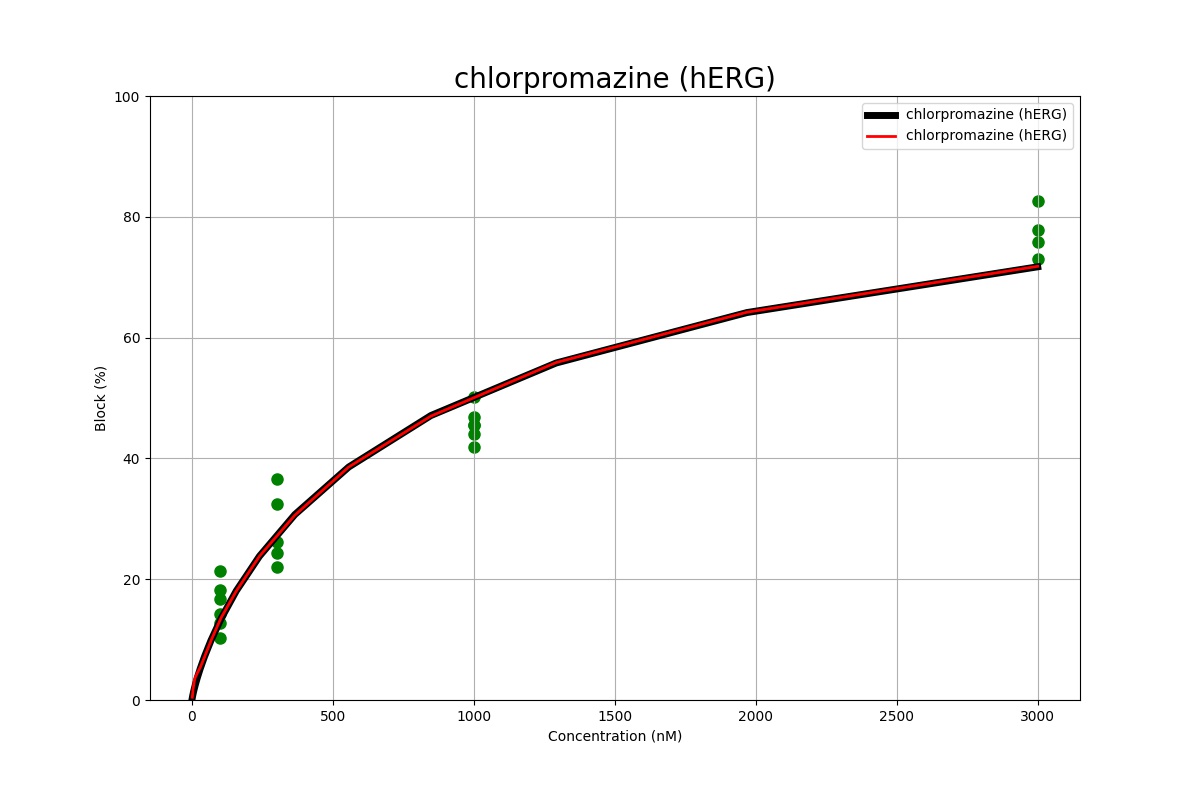 chlorpromazine (hERG)
chlorpromazine (hERG)
chlorpromazine (hERG)
100
80
60
40
20
0
Block (%)
0 500 1000 1500 2000 2500 3000
Concentration (nM)